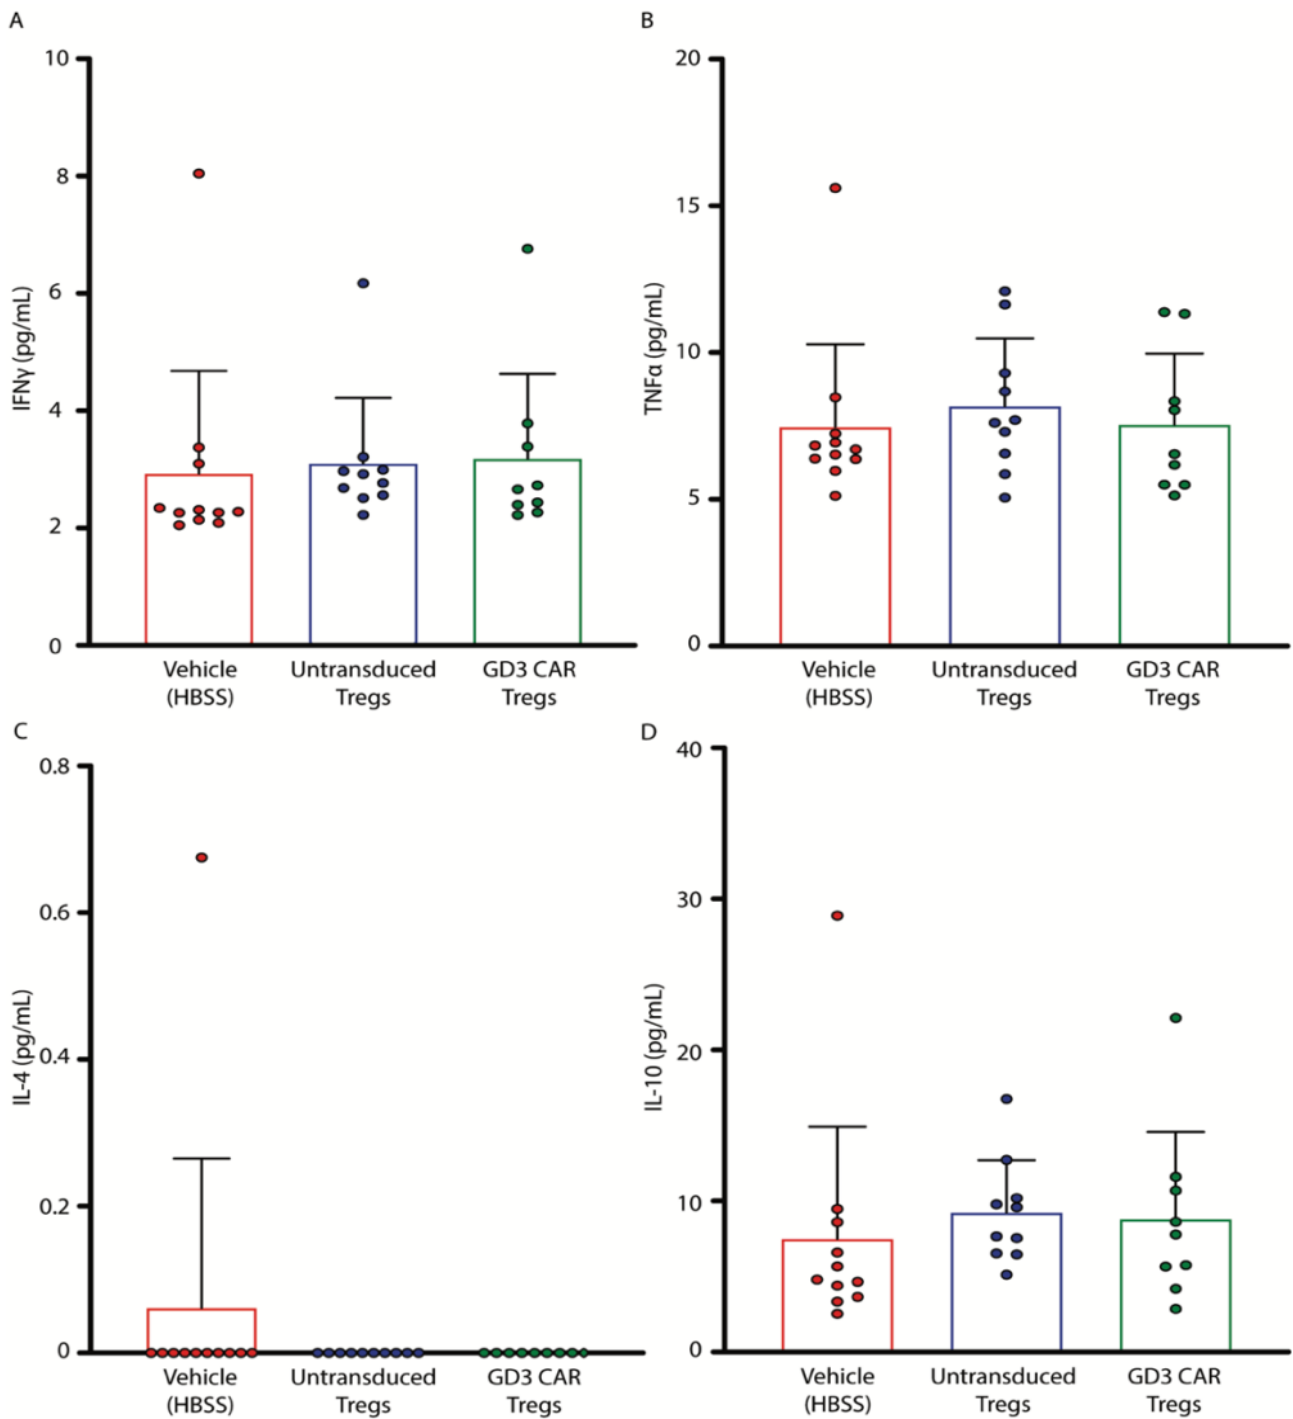 A
10
8
6
4
2
0
IFNγ (pg/mL)
Vehicle
(HBSS)
Untransduced
Tregs
GD3 CAR
Tregs
B
20
15
10
5
0
TNFα (pg/mL)
Vehicle
(HBSS)
Untransduced
Tregs
GD3 CAR
Tregs
C
0.8
0.6
0.4
0.2
0
IL-4 (pg/mL)
Vehicle
(HBSS)
Untransduced
Tregs
GD3 CAR
Tregs
D
40
30
20
10
0
IL-10 (pg/mL)
Vehicle
(HBSS)
Untransduced
Tregs
GD3 CAR
Tregs